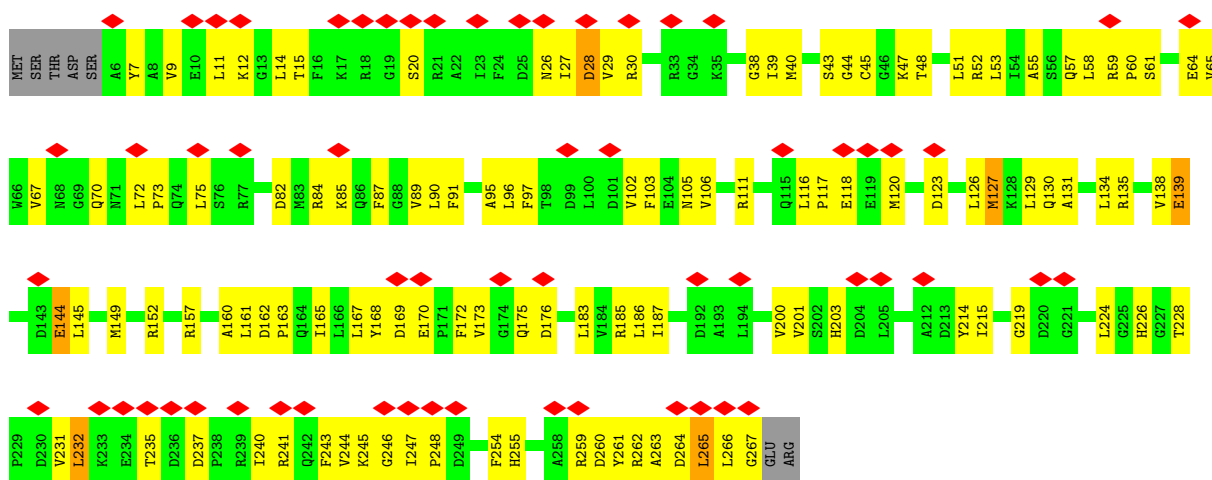 MET SER THR ASP SER A6 Y7 A8 V9 E10 L11 K12 G13 L14 T15 F16 K17 R18 G19 S20 R21 A22 I23 F24 D25 N26 I27 D28 V29 R30 R33 G34 K35 G38 I39 M40 S43 G44 C45 G46 K47 T48 L51 R52 L53 I54 A55 S56 Q57 L58 R59 P60 S61 E64 V65
W66 V67 N68 G69 Q70 N71 L72 P73 Q74 L75 S76 R77 D82 M83 R84 K85 Q86 F87 G88 V89 L90 F91 A95 L96 F97 T98 D99 L100 D101 V102 F103 E104 N105 V106 R111 Q115 L116 P117 E118 E119 M120 D123 L126 M127 K128 L129 Q130 A131 L134 R135 V138 E139
D143 E144 L145 M149 R152 R157 A160 L161 D162 P163 Q164 I165 L166 L167 Y168 D169 E170 P171 F172 V173 G174 Q175 D176 L183 V184 R185 L186 I187 D192 A193 L194 V200 V201 S202 H203 D204 L205 A212 D213 Y214 I215 G219 D220 G221 L224 G225 H226 G227 T228
P229 D230 V231 L232 K233 E234 T235 D236 D237 P238 R239 I240 R241 Q242 F243 V244 K245 G246 I247 P248 D249 F254 H255 A258 R259 D260 Y261 R262 A263 D264 L265 L266 G267 GLU ARG